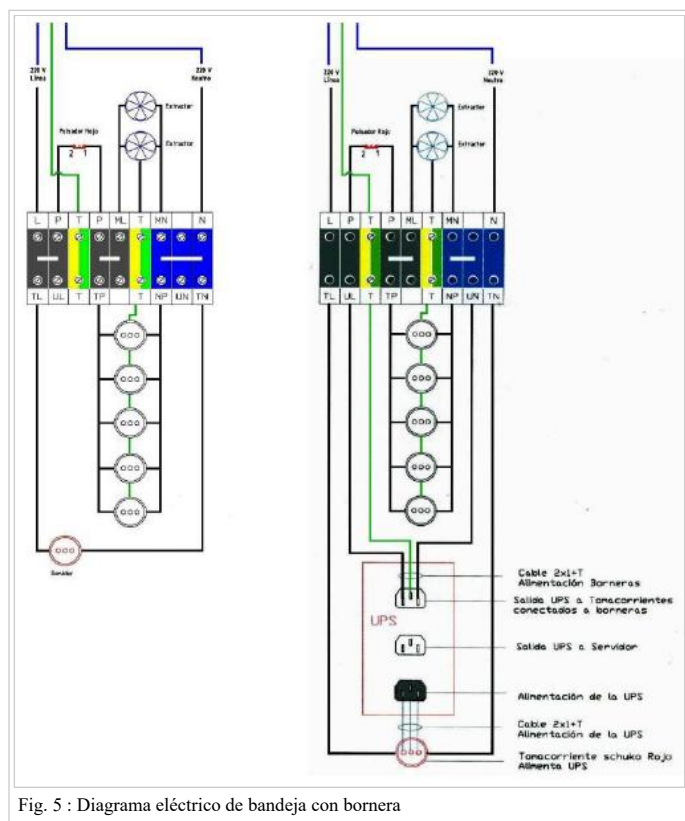 220 V
Línea
220 V
Neutro
Extractor
Extractor
Pulsador Rojo
2 1
L P T P ML T MN N
TL UL T TP T NP UN TN
Servidor
220 V
Línea
220V
Neutro
Extractor
Extractor
Pulsador Rojo
2 1
L P T P ML T MN N
TL UL T TP T NP UN TN
Cable 2x1+T
Alimentación Borneras
Salida UPS a Tomacorrientes
conectados a borneras
UPS
Salida UPS a Servidor
Alimentación de la UPS
Cable 2x1+T
Alimentación de la UPS
Tomacorriente schuko Rojo
Alimenta UPS
Fig. 5 : Diagrama eléctrico de bandeja con bornera